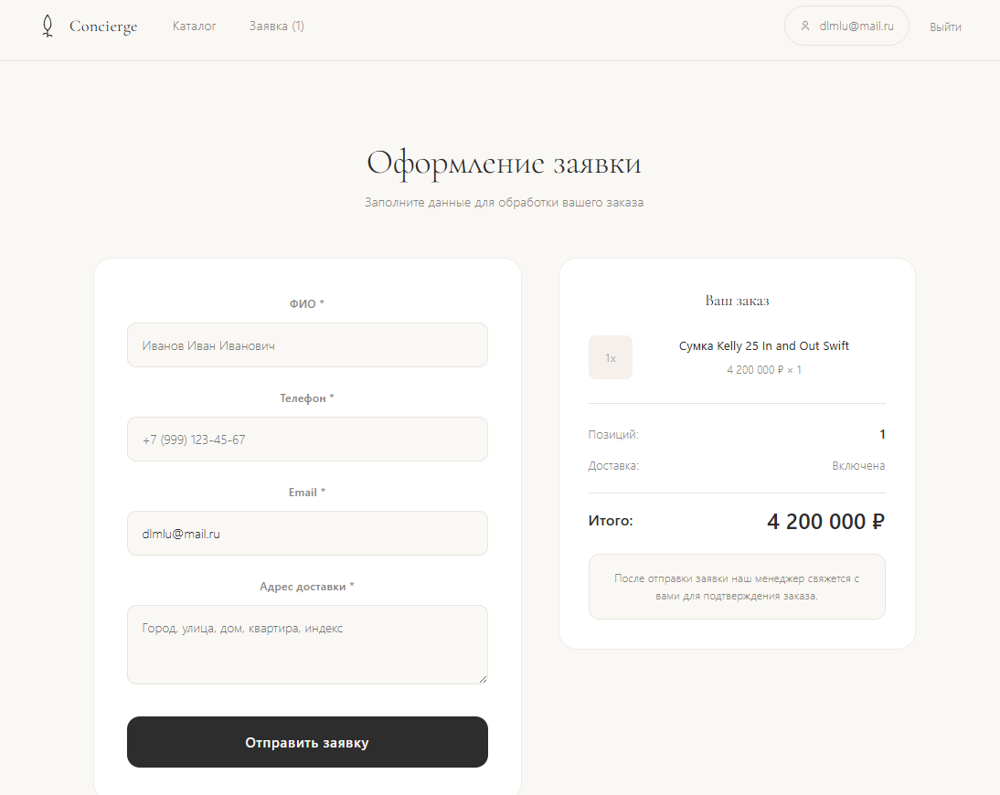 Concierge
Каталог
Заявка (1)
dlmlu@mail.ru
Выйти
Оформление заявки
Заполните данные для обработки вашего заказа
ФИО *
Иванов Иван Иванович
Телефон *
+7 (999) 123-45-67
Email *
dlmlu@mail.ru
Адрес доставки *
Город, улица, дом, квартира, индекс
Отправить заявку
Ваш заказ
1x
Сумка Kelly 25 In and Out Swift
4 200 000 ₽ × 1
Позиций: 1
Доставка: Включена
Итого: 4 200 000 ₽
После отправки заявки наш менеджер свяжется с
вами для подтверждения заказа.